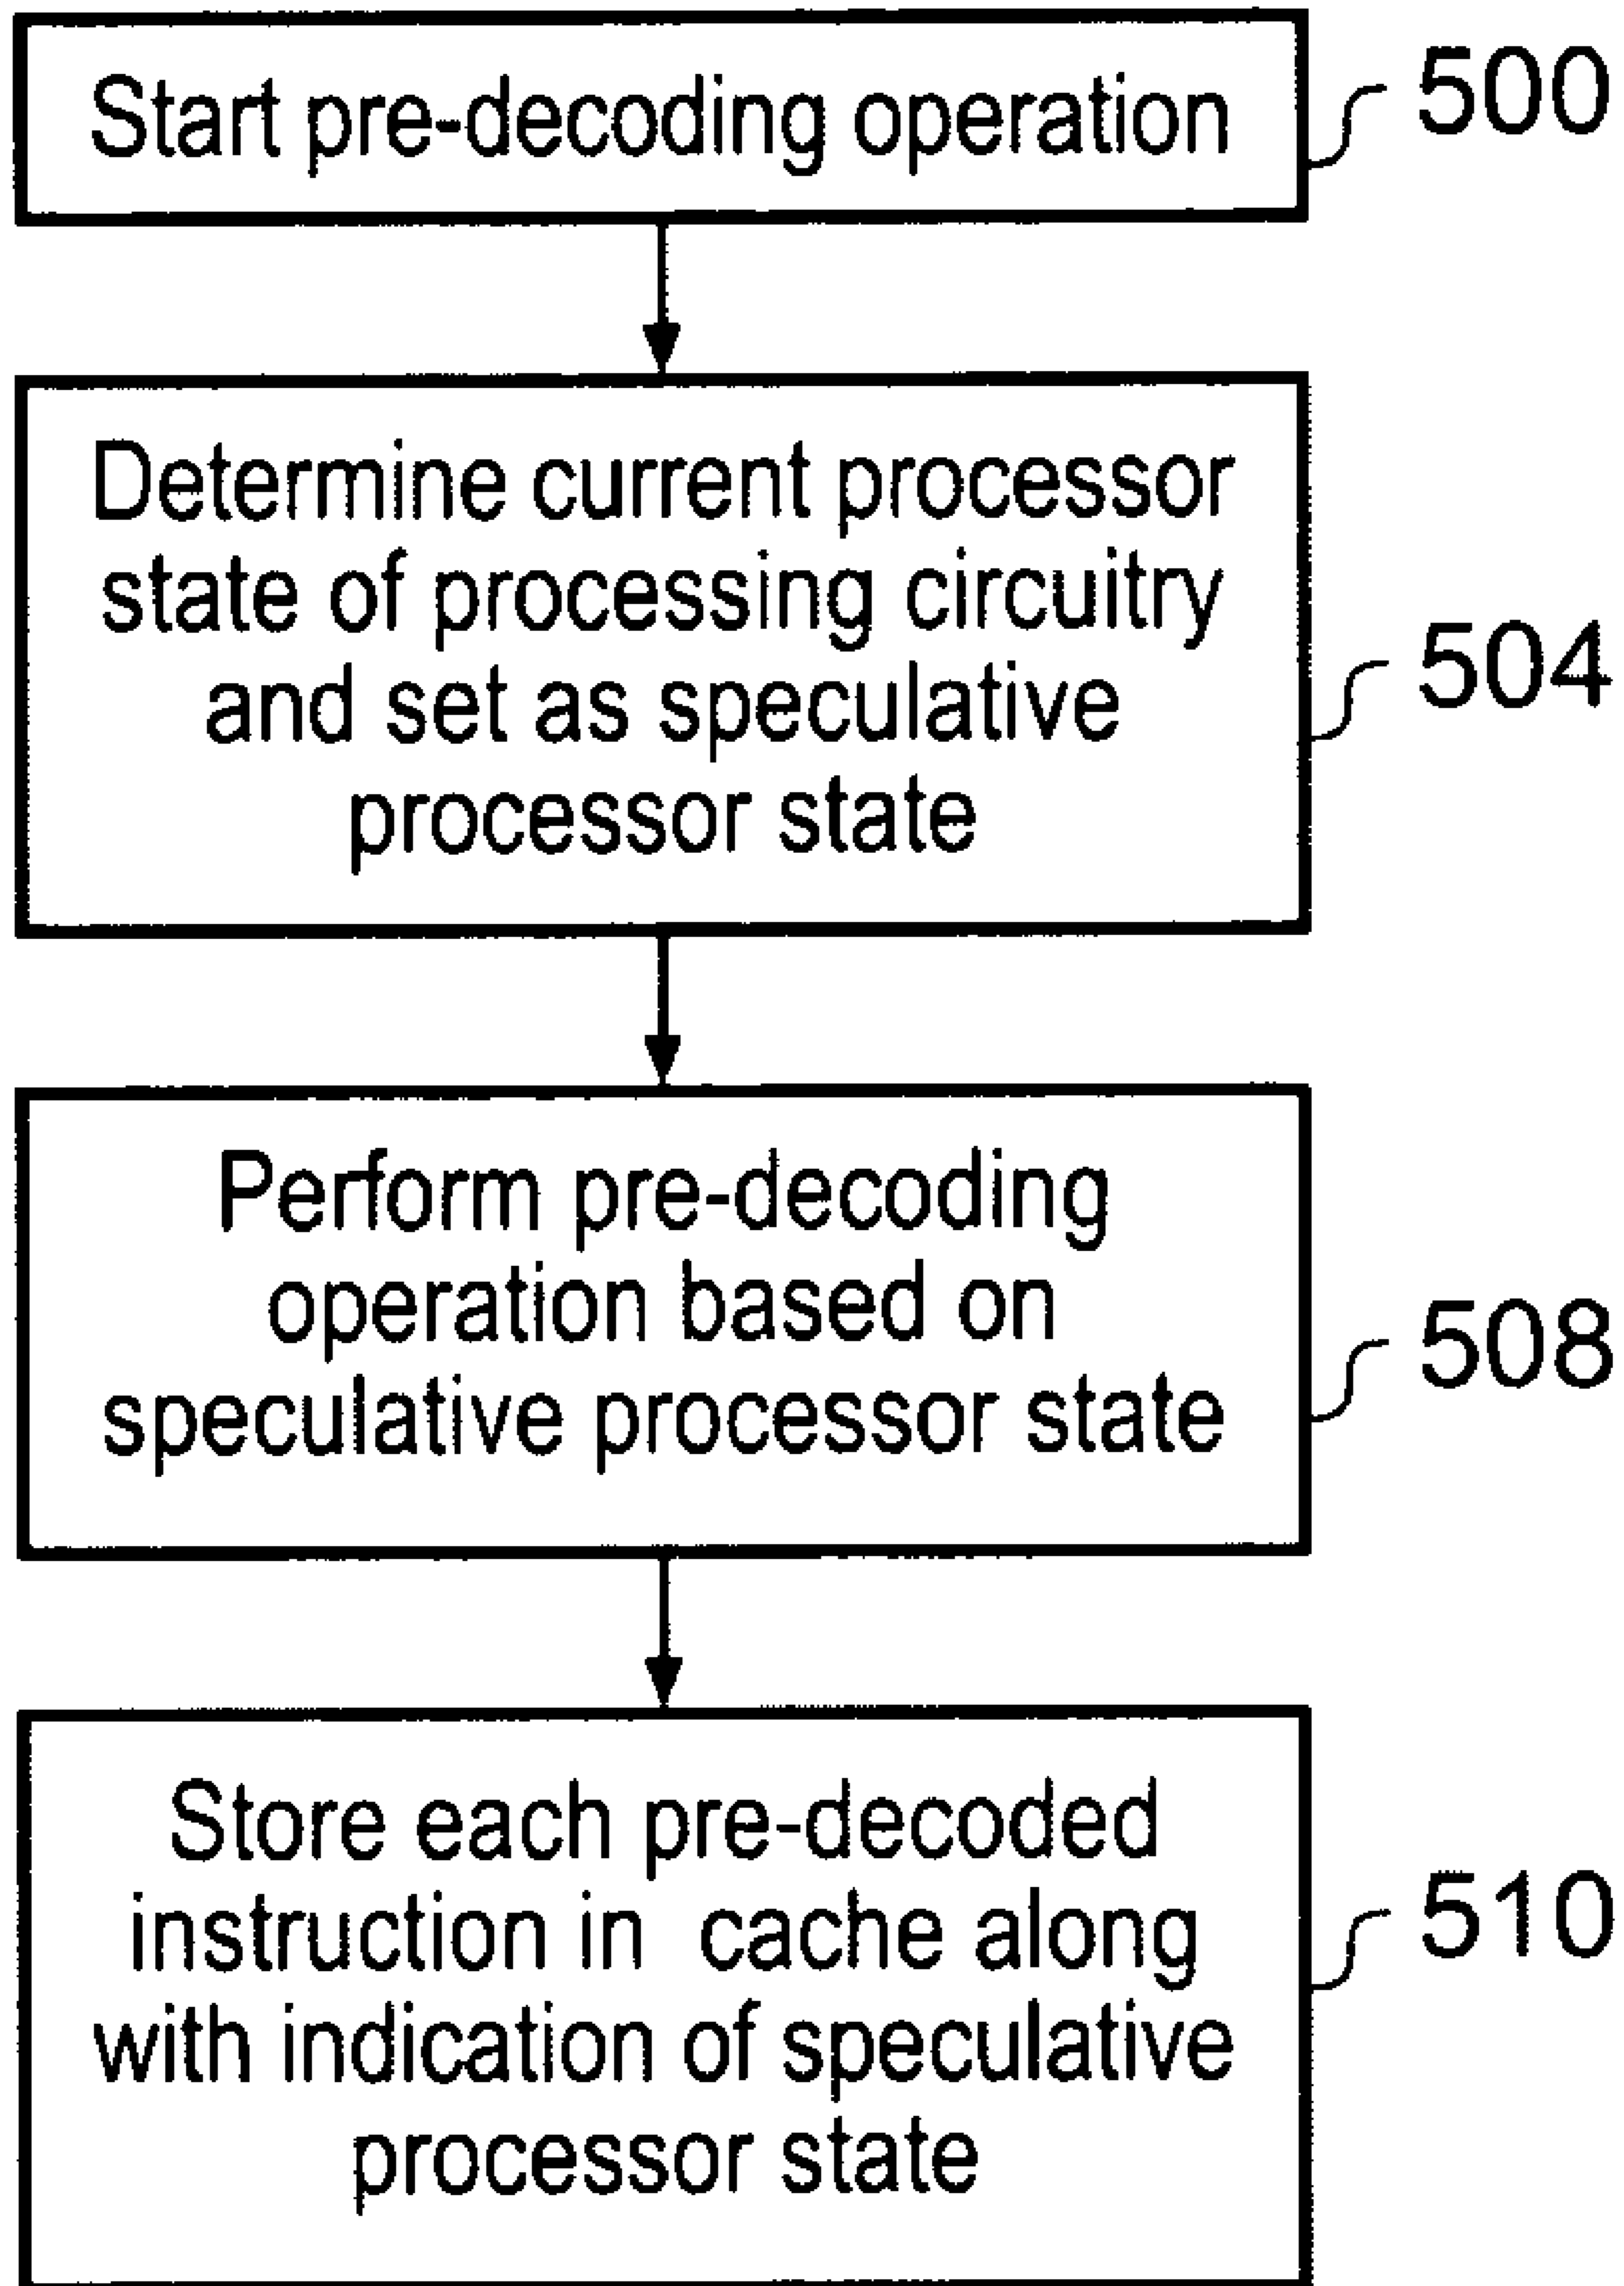 Start pre-decoding operation
500
Determine current processor
state of processing circuitry
and set as speculative
processor state
504
Perform pre-decoding
operation based on
speculative processor state
508
Store each pre-decoded
instruction in cache along
with indication of speculative
processor state
510